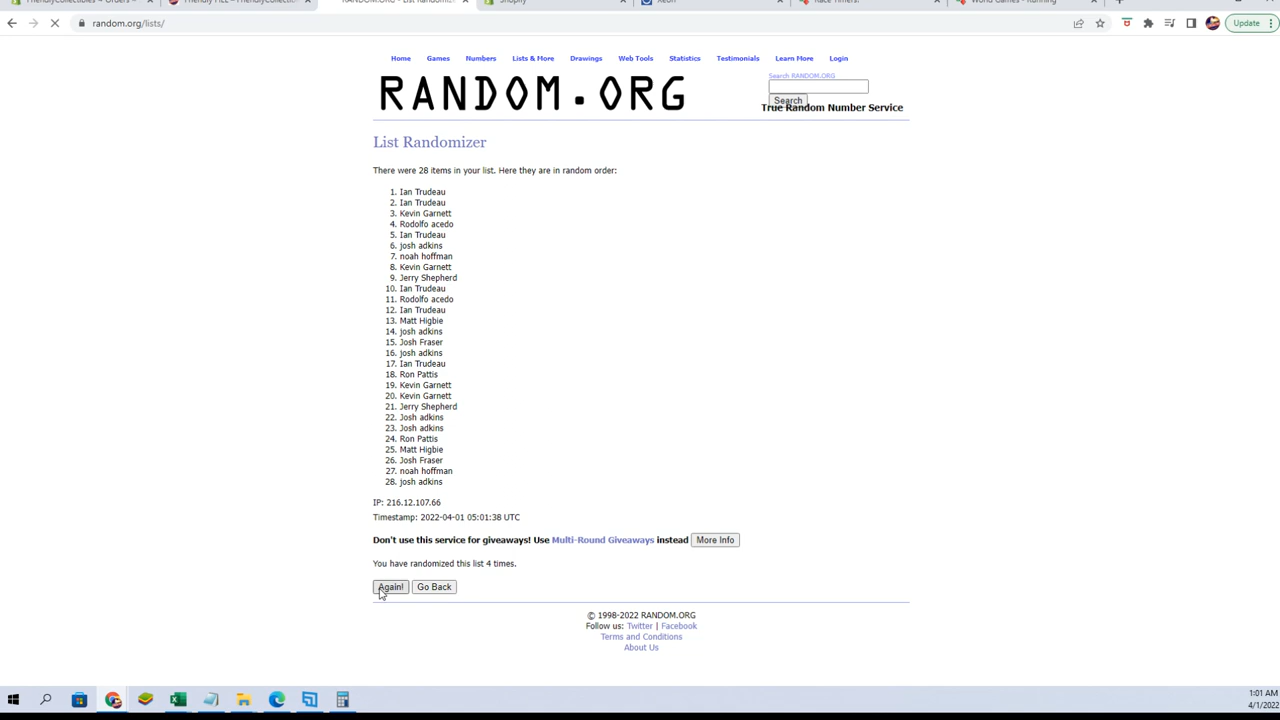 random.org/lists/
Update
Home Games Numbers Lists & More Drawings Web Tools Statistics Testimonials Learn More Login
RANDOM.ORG
Search RANDOM.ORG
Search
True Random Number Service
List Randomizer
There were 28 items in your list. Here they are in random order:
1. Ian Trudeau
2. Ian Trudeau
3. Kevin Garnett
4. Rodolfo acedo
5. Ian Trudeau
6. josh adkins
7. noah hoffman
8. Kevin Garnett
9. Jerry Shepherd
10. Ian Trudeau
11. Rodolfo acedo
12. Ian Trudeau
13. Matt Higbie
14. josh adkins
15. Josh Fraser
16. josh adkins
17. Ian Trudeau
18. Ron Pattis
19. Kevin Garnett
20. Kevin Garnett
21. Jerry Shepherd
22. Josh adkins
23. Josh adkins
24. Ron Pattis
25. Matt Higbie
26. Josh Fraser
27. noah hoffman
28. josh adkins
IP: 216.12.107.66
Timestamp: 2022-04-01 05:01:38 UTC
Don't use this service for giveaways! Use Multi-Round Giveaways instead More Info
You have randomized this list 4 times.
Again! Go Back
© 1998-2022 RANDOM.ORG
Follow us: Twitter | Facebook
Terms and Conditions
About Us
1:01 AM
4/1/2022